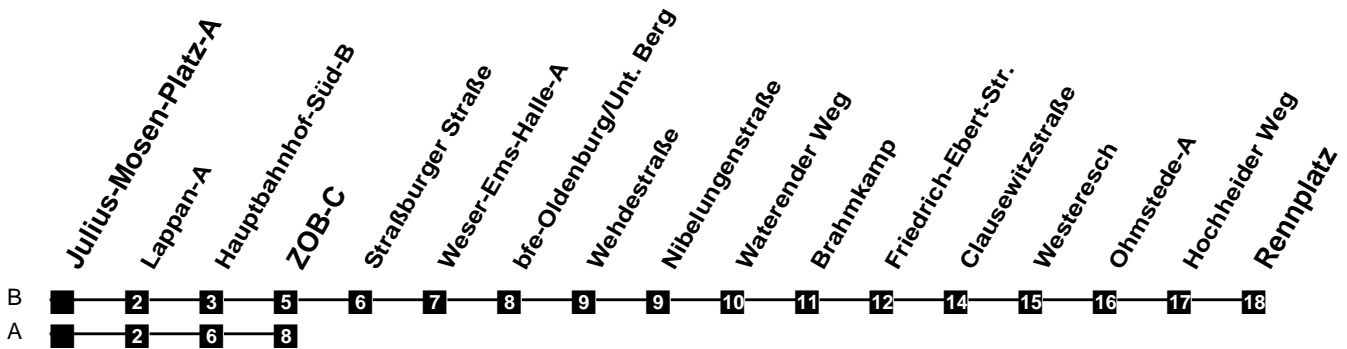 Julius-Mosen-Platz-A
Lappan-A
Hauptbahnhof-Süd-B
ZOB-C
Straßburger Straße
Weser-Ems-Halle-A
bfe-Oldenburg/Unt. Berg
Wehdestraße
Nibelungenstraße
Waterender Weg
Brahmkamp
Friedrich-Ebert-Str.
Clausewitzstraße
Westeresch
Ohmstede-A
Hochheider Weg
Rennplatz
B 2 3 5 6 7 8 9 9 10 11 12 14 15 16 17 18
A 2 6 8